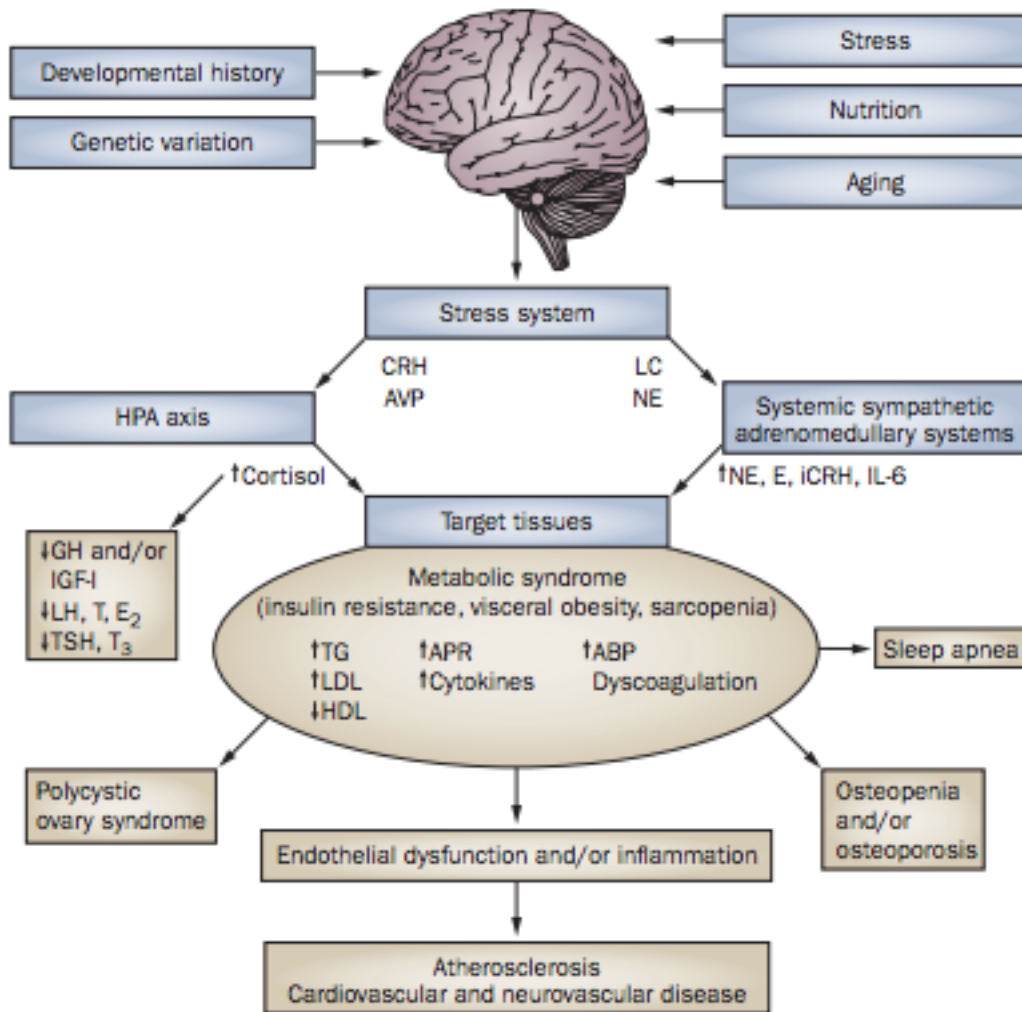 Developmental history
Genetic variation
Stress
Nutrition
Aging
Stress system
CRH
AVP
LC
NE
HPA axis
Systemic sympathetic
adrenomedullary systems
↑Cortisol
↑NE, E, iCRH, IL-6
Target tissues
↓GH and/or
IGF-I
↓LH, T, E₂
↓TSH, T₃
Metabolic syndrome
(insulin resistance, visceral obesity, sarcopenia)
↑TG
↑LDL
↓HDL
↑APR
↑Cytokines
↑ABP
Dyscoagulation
Sleep apnea
Polycystic
ovary syndrome
Osteopenia
and/or
osteoporosis
Endothelial dysfunction and/or inflammation
Atherosclerosis
Cardiovascular and neurovascular disease